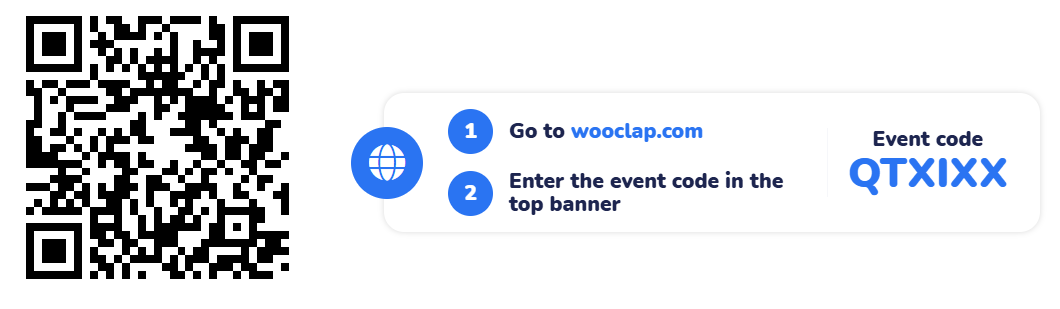 1 Go to wooclap.com
2 Enter the event code in the
top banner
Event code
QTXIXX